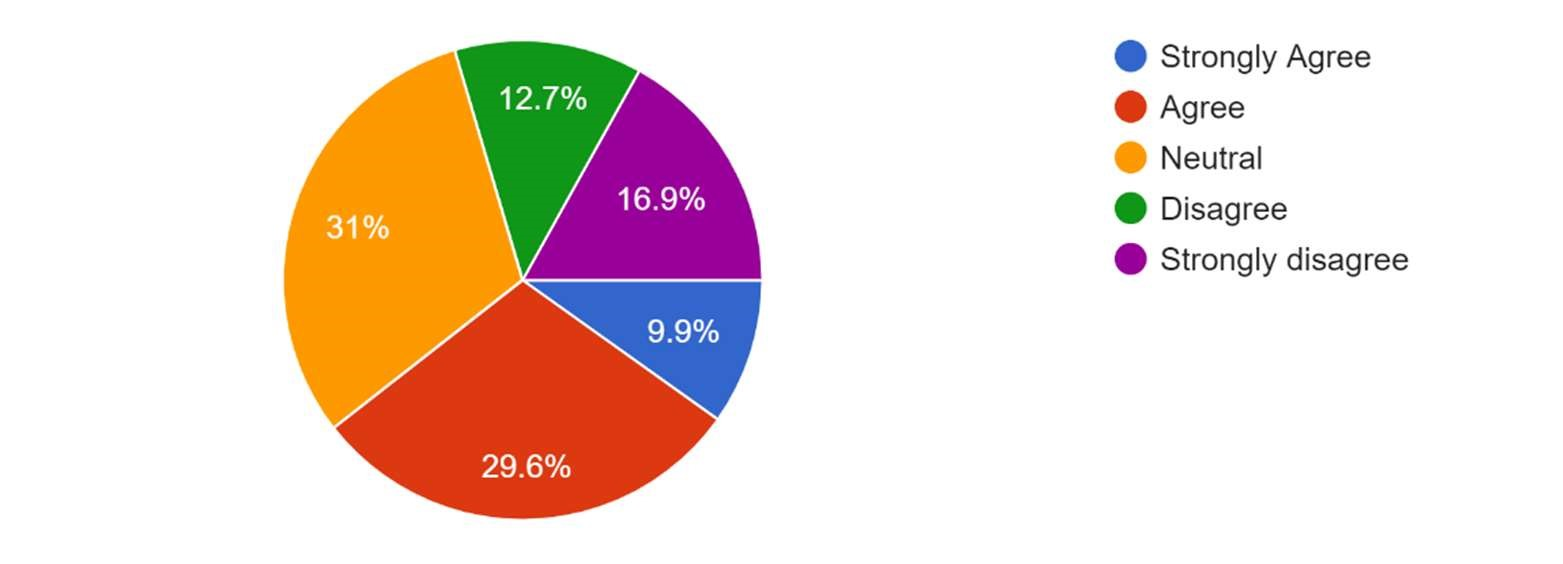 12.7%
16.9%
31%
9.9%
29.6%
Strongly Agree
Agree
Neutral
Disagree
Strongly disagree